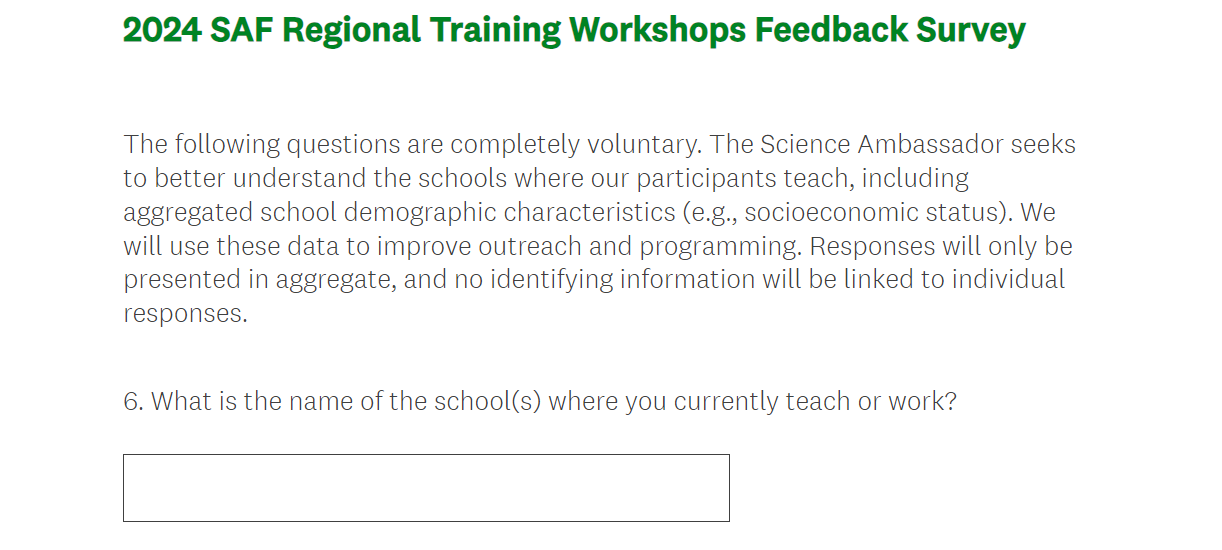 2024 SAF Regional Training Workshops Feedback Survey
The following questions are completely voluntary. The Science Ambassador seeks
to better understand the schools where our participants teach, including
aggregated school demographic characteristics (e.g., socioeconomic status). We
will use these data to improve outreach and programming. Responses will only be
presented in aggregate, and no identifying information will be linked to individual
responses.
6. What is the name of the school(s) where you currently teach or work?